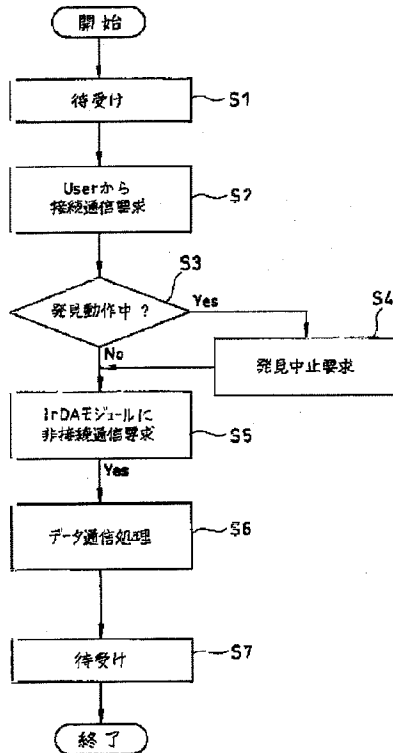 開始
待受け
S1
Userから
接続通信要求
S2
S3
発見動作中?
Yes
S4
No
発見中止要求
IrDAモジュールに
非接続通信要求
S5
Yes
データ通信処理
S6
待受け
S7
終了